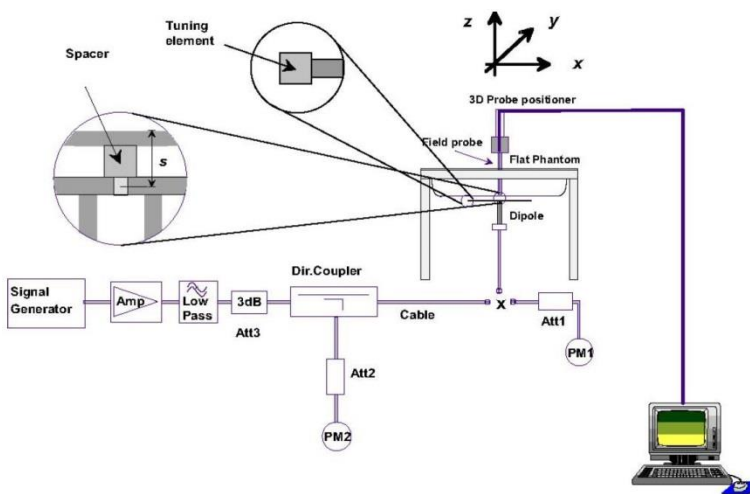 Tuning
element
Spacer
z
y
x
3D Probe positioner
Field probe
Flat Phantom
s
Dipole
Dir.Coupler
Signal
Generator
Amp
Low
Pass
3dB
Att3
Cable
x
Att1
PM1
Att2
PM2